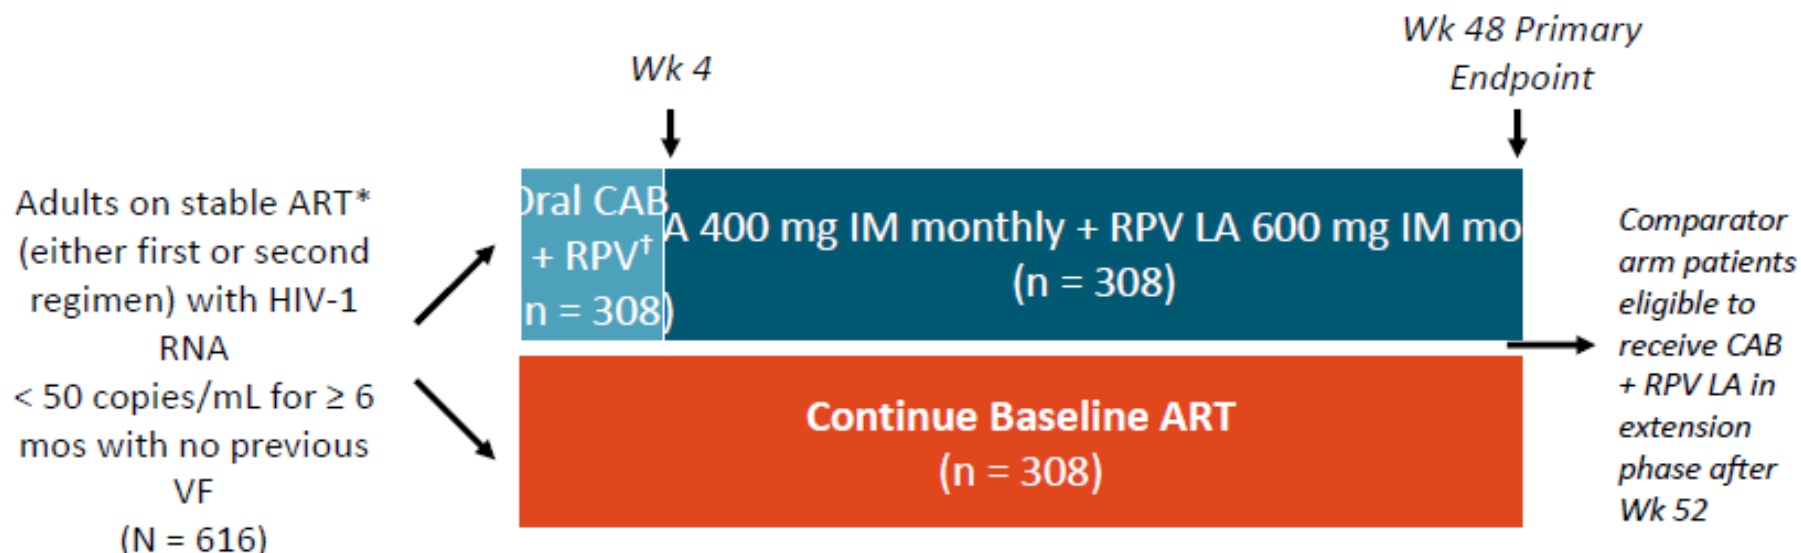 Wk 4
Wk 48 Primary
Endpoint
Adults on stable ART*
(either first or second
regimen) with HIV-1
RNA
< 50 copies/mL for ≥ 6
mos with no previous
VF
(N = 616)
Oral CAB
+ RPV†
n = 308)
A 400 mg IM monthly + RPV LA 600 mg IM mo
(n = 308)
Continue Baseline ART
(n = 308)
Comparator
arm patients
eligible to
receive CAB
+ RPV LA in
extension
phase after
Wk 52